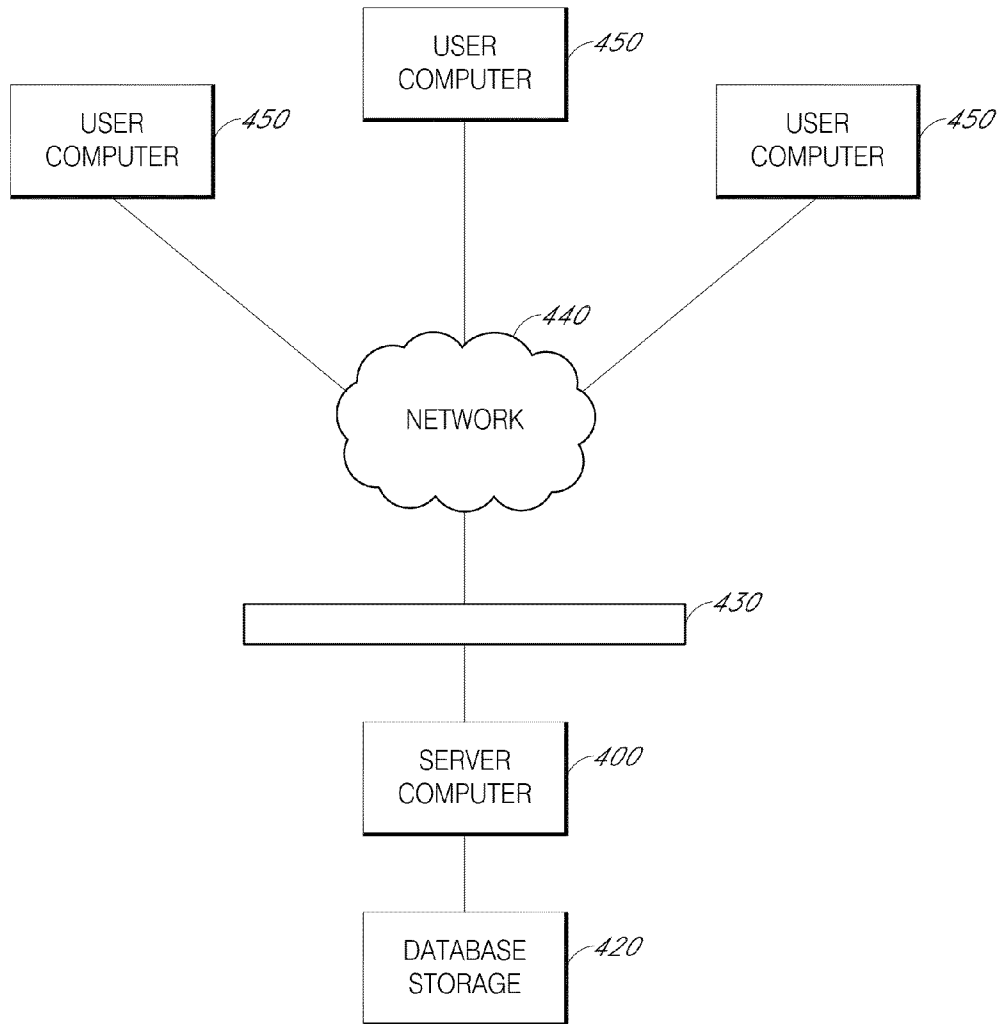 USER
COMPUTER
450
USER
COMPUTER
450
USER
COMPUTER
450
440
NETWORK
430
SERVER
COMPUTER
400
DATABASE
STORAGE
420